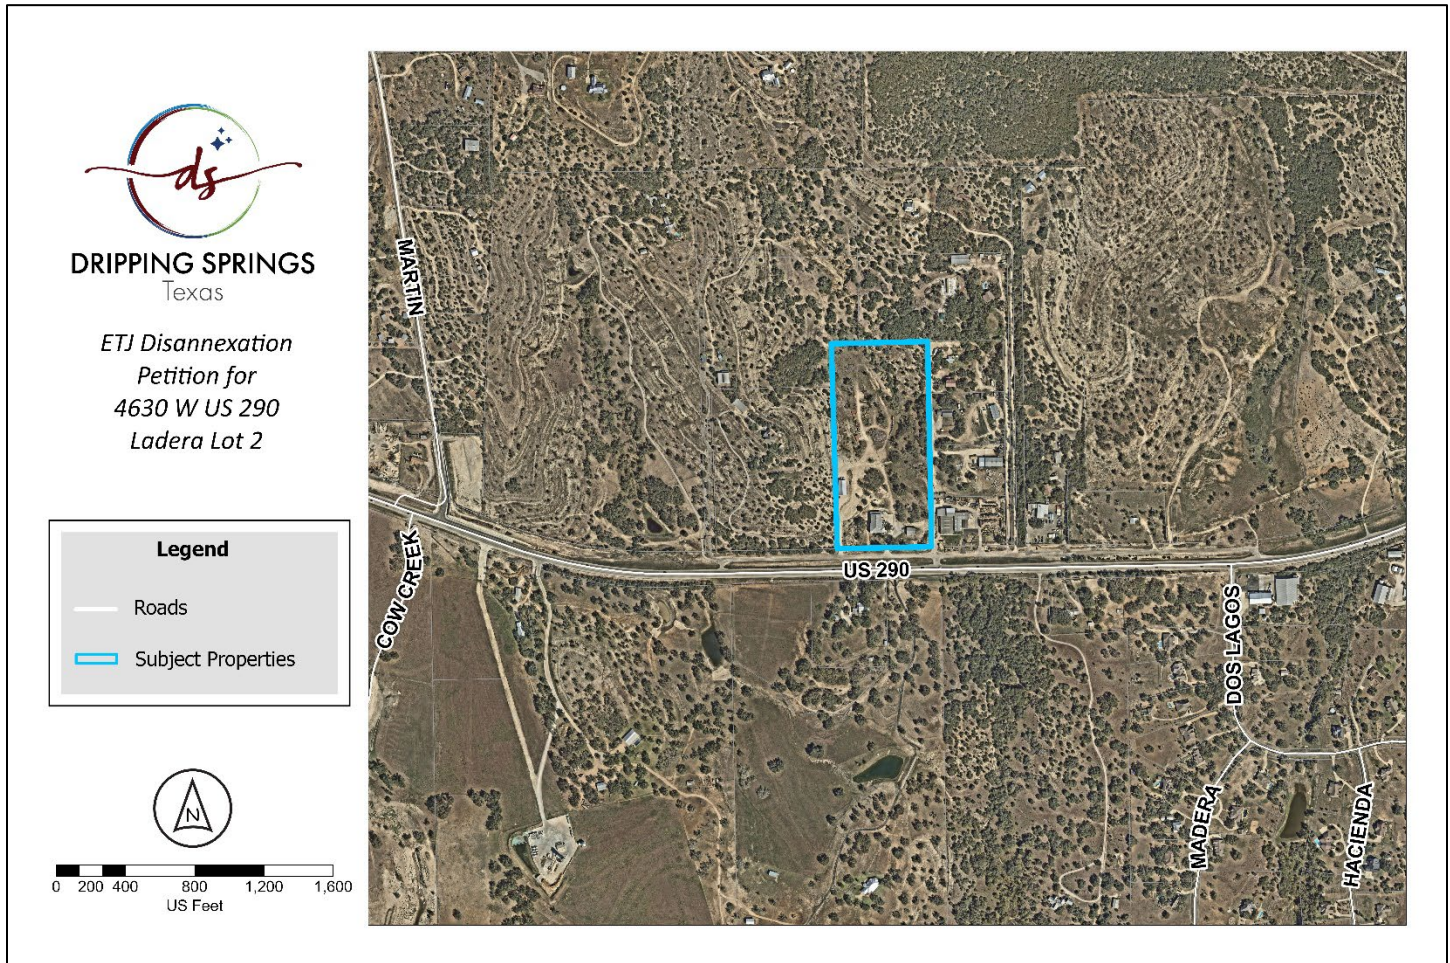 ds
DRIPPING SPRINGS
Texas
ETJ Disannexation
Petition for
4630 W US 290
Ladera Lot 2
Legend
Roads
Subject Properties
N
0 200 400 800 1,200 1,600
US Feet
MARTIN
COW CREEK
US 290
DOS LAGOS
MADERA
HACIENDA